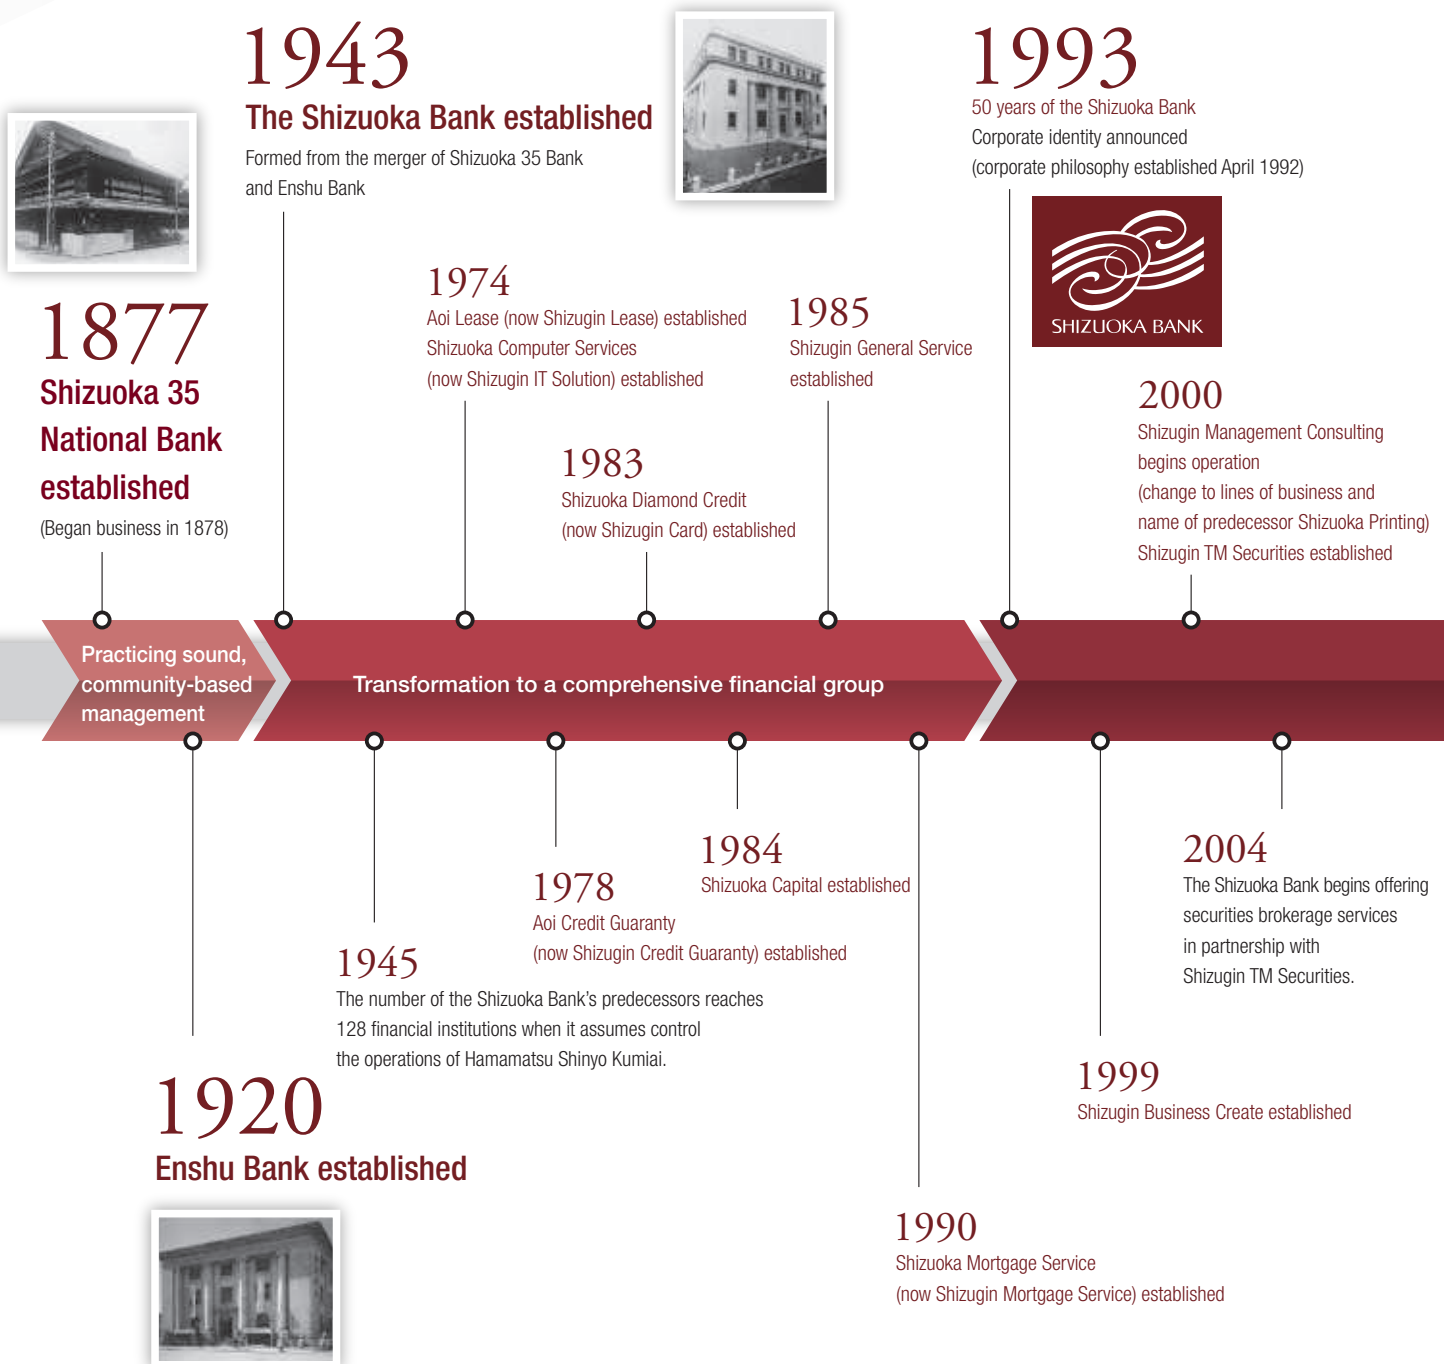 1943
The Shizuoka Bank established
Formed from the merger of Shizuoka 35 Bank
and Enshu Bank
1993
50 years of the Shizuoka Bank
Corporate identity announced
(corporate philosophy established April 1992)
SHIZUOKA BANK
1877
Shizuoka 35
National Bank
established
(Began business in 1878)
1974
Aoi Lease (now Shizugin Lease) established
Shizuoka Computer Services
(now Shizugin IT Solution) established
1985
Shizugin General Service
established
1983
Shizuoka Diamond Credit
(now Shizugin Card) established
2000
Shizugin Management Consulting
begins operation
(change to lines of business and
name of predecessor Shizuoka Printing)
Shizugin TM Securities established
Practicing sound,
community-based
management
Transformation to a comprehensive financial group
1984
Shizuoka Capital established
2004
The Shizuoka Bank begins offering
securities brokerage services
in partnership with
Shizugin TM Securities.
1978
Aoi Credit Guaranty
(now Shizugin Credit Guaranty) established
1945
The number of the Shizuoka Bank's predecessors reaches
128 financial institutions when it assumes control
the operations of Hamamatsu Shinyo Kumiai.
1920
Enshu Bank established
1999
Shizugin Business Create established
1990
Shizuoka Mortgage Service
(now Shizugin Mortgage Service) established